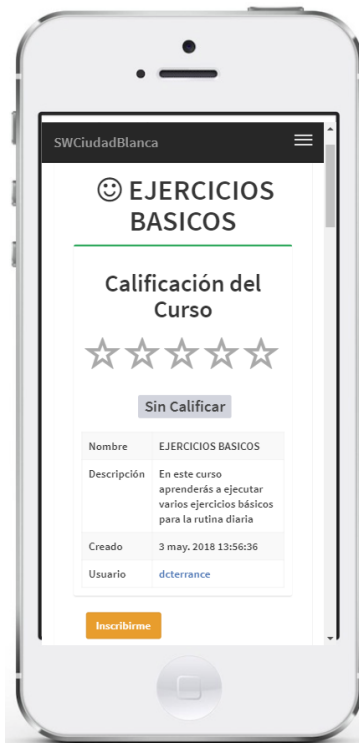 SWCiudadBlanca
EJERCICIOS
BASICOS
Calificación del
Curso
Sin Calificar
Nombre EJERCICIOS BASICOS
Descripción En este curso
aprenderás a ejecutar
varios ejercicios básicos
para la rutina diaria
Creado 3 may. 2018 13:56:36
Usuario dcterrance
Inscribirme